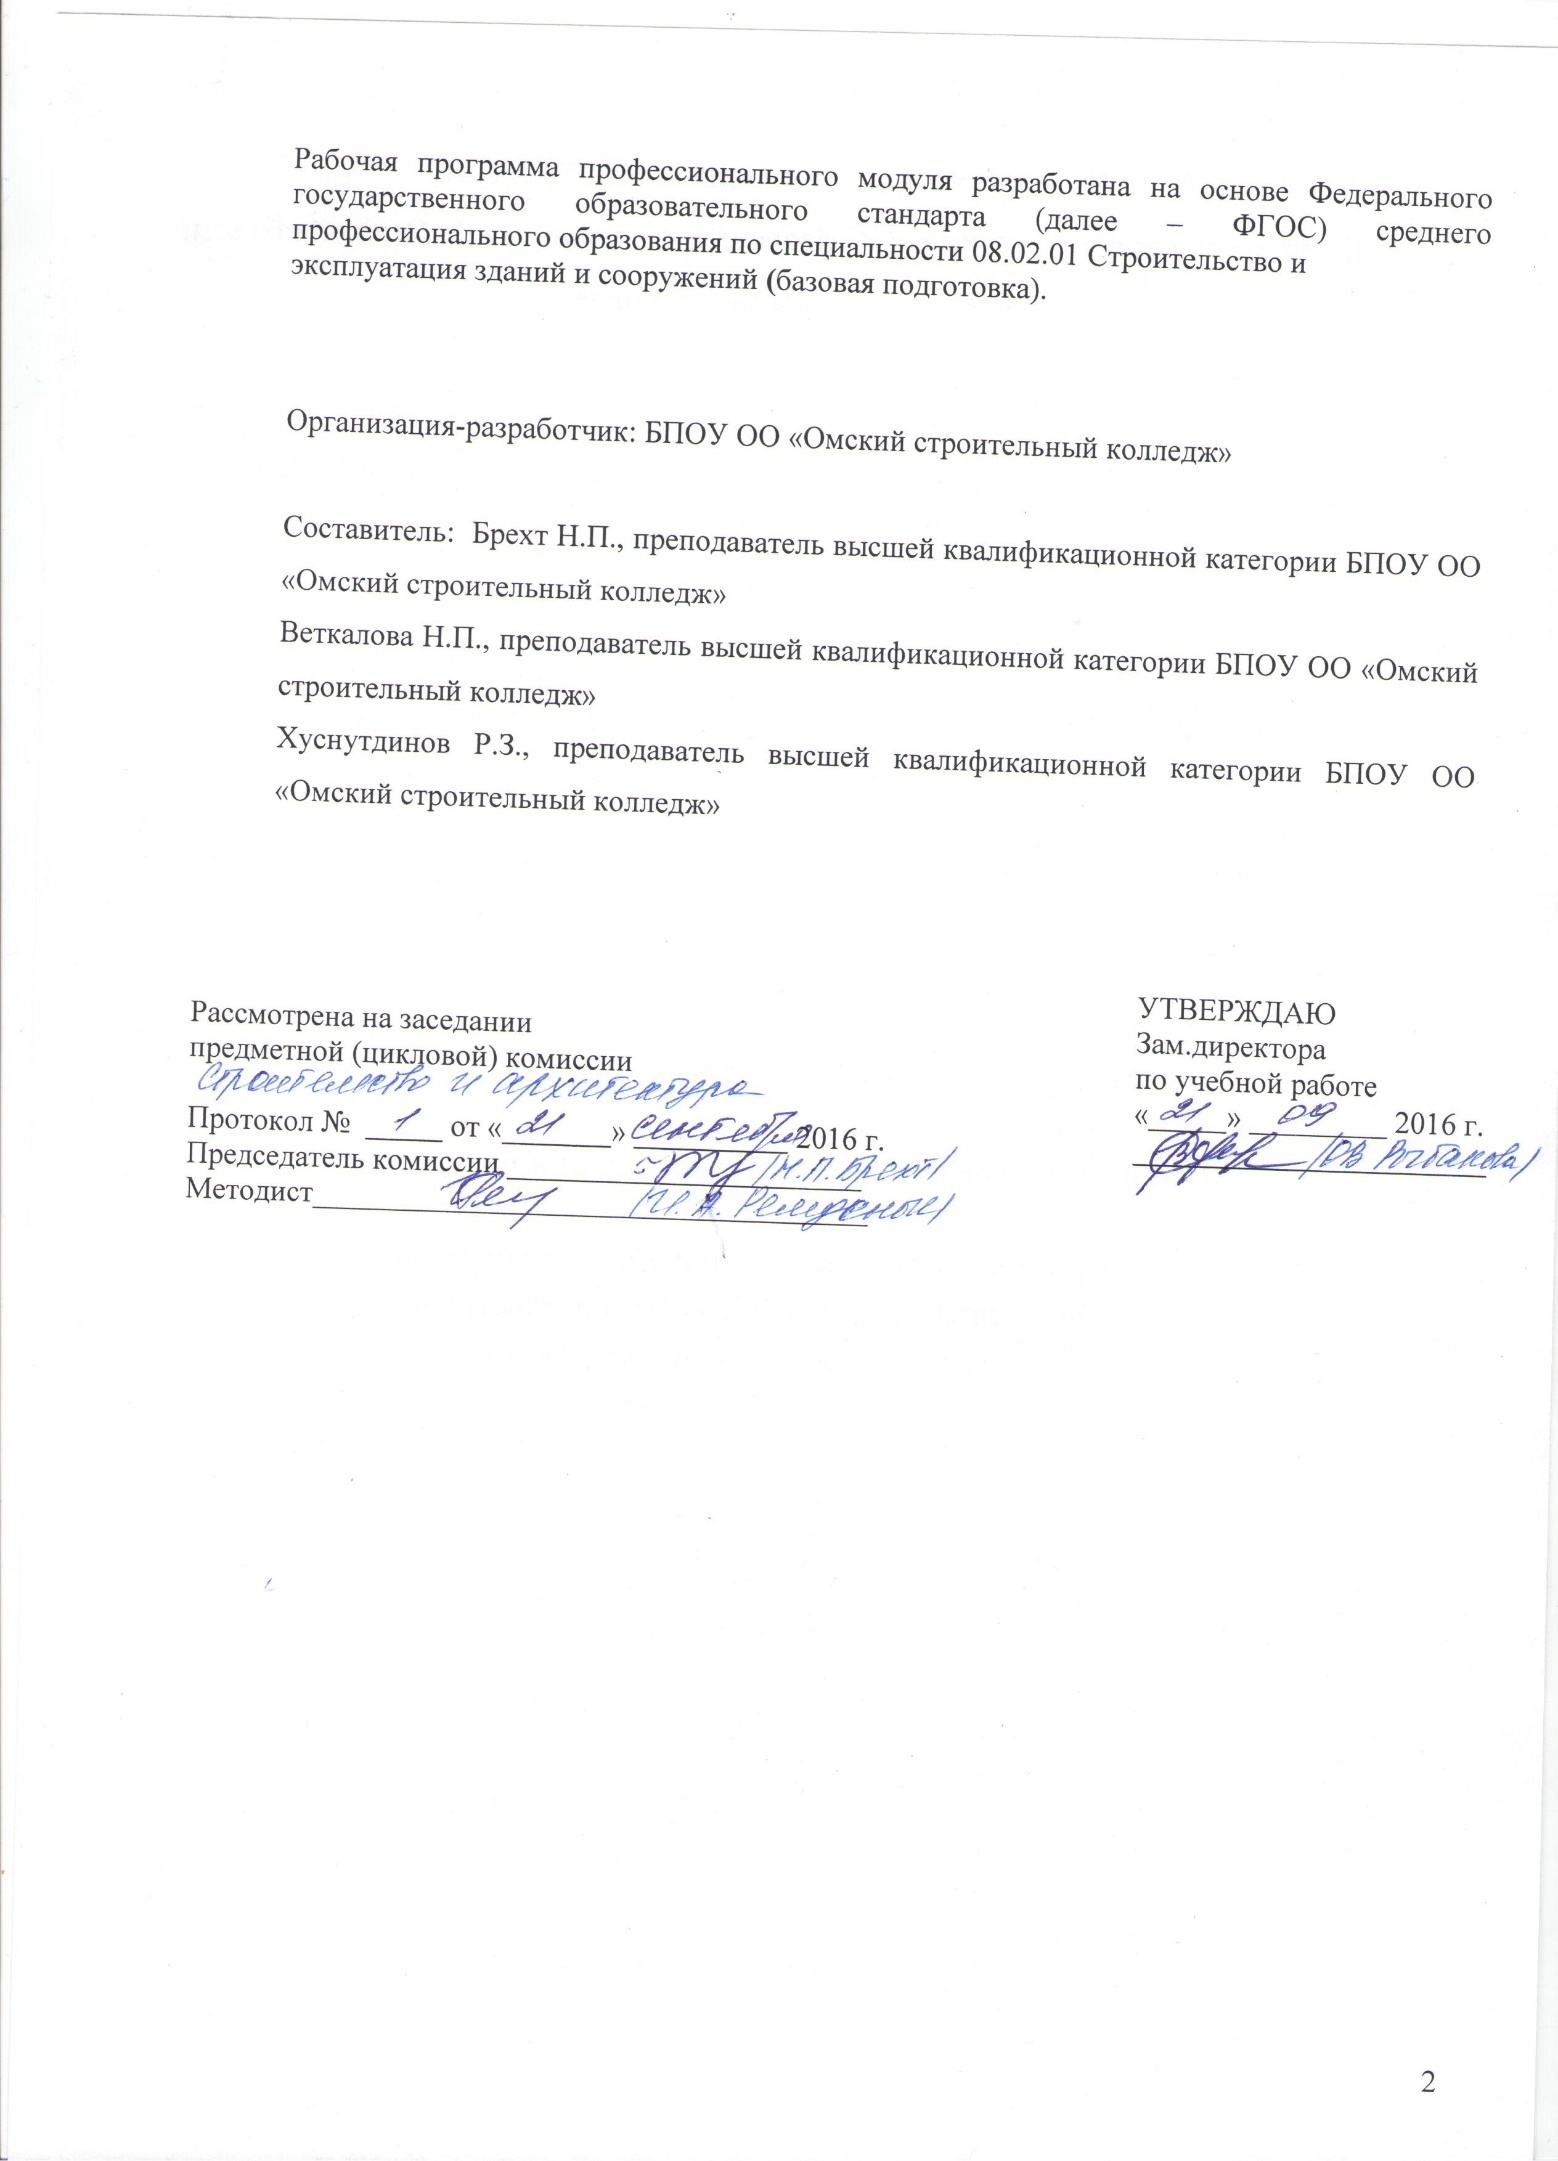 Рабочая программа профессионального модуля разработана на основе Федерального
государственного образовательного стандарта (далее – ФГОС) среднего
профессионального образования по специальности 08.02.01 Строительство и
эксплуатация зданий и сооружений (базовая подготовка).
Организация-разработчик: БПОУ ОО «Омский строительный колледж»
Составитель: Брехт Н.П., преподаватель высшей квалификационной категории БПОУ ОО
«Омский строительный колледж»
Веткалова Н.П., преподаватель высшей квалификационной категории БПОУ ОО «Омский
строительный колледж»
Хуснутдинов Р.З., преподаватель высшей квалификационной категории БПОУ ОО
«Омский строительный колледж»
Рассмотрена на заседании
предметной (цикловой) комиссии
Строительство и архитектура
Протокол № 1 от «21» сентября 2016 г.
Председатель комиссии /Н.П. Брехт/
Методист
УТВЕРЖДАЮ
Зам.директора
по учебной работе
«21» 09 2016 г.
2